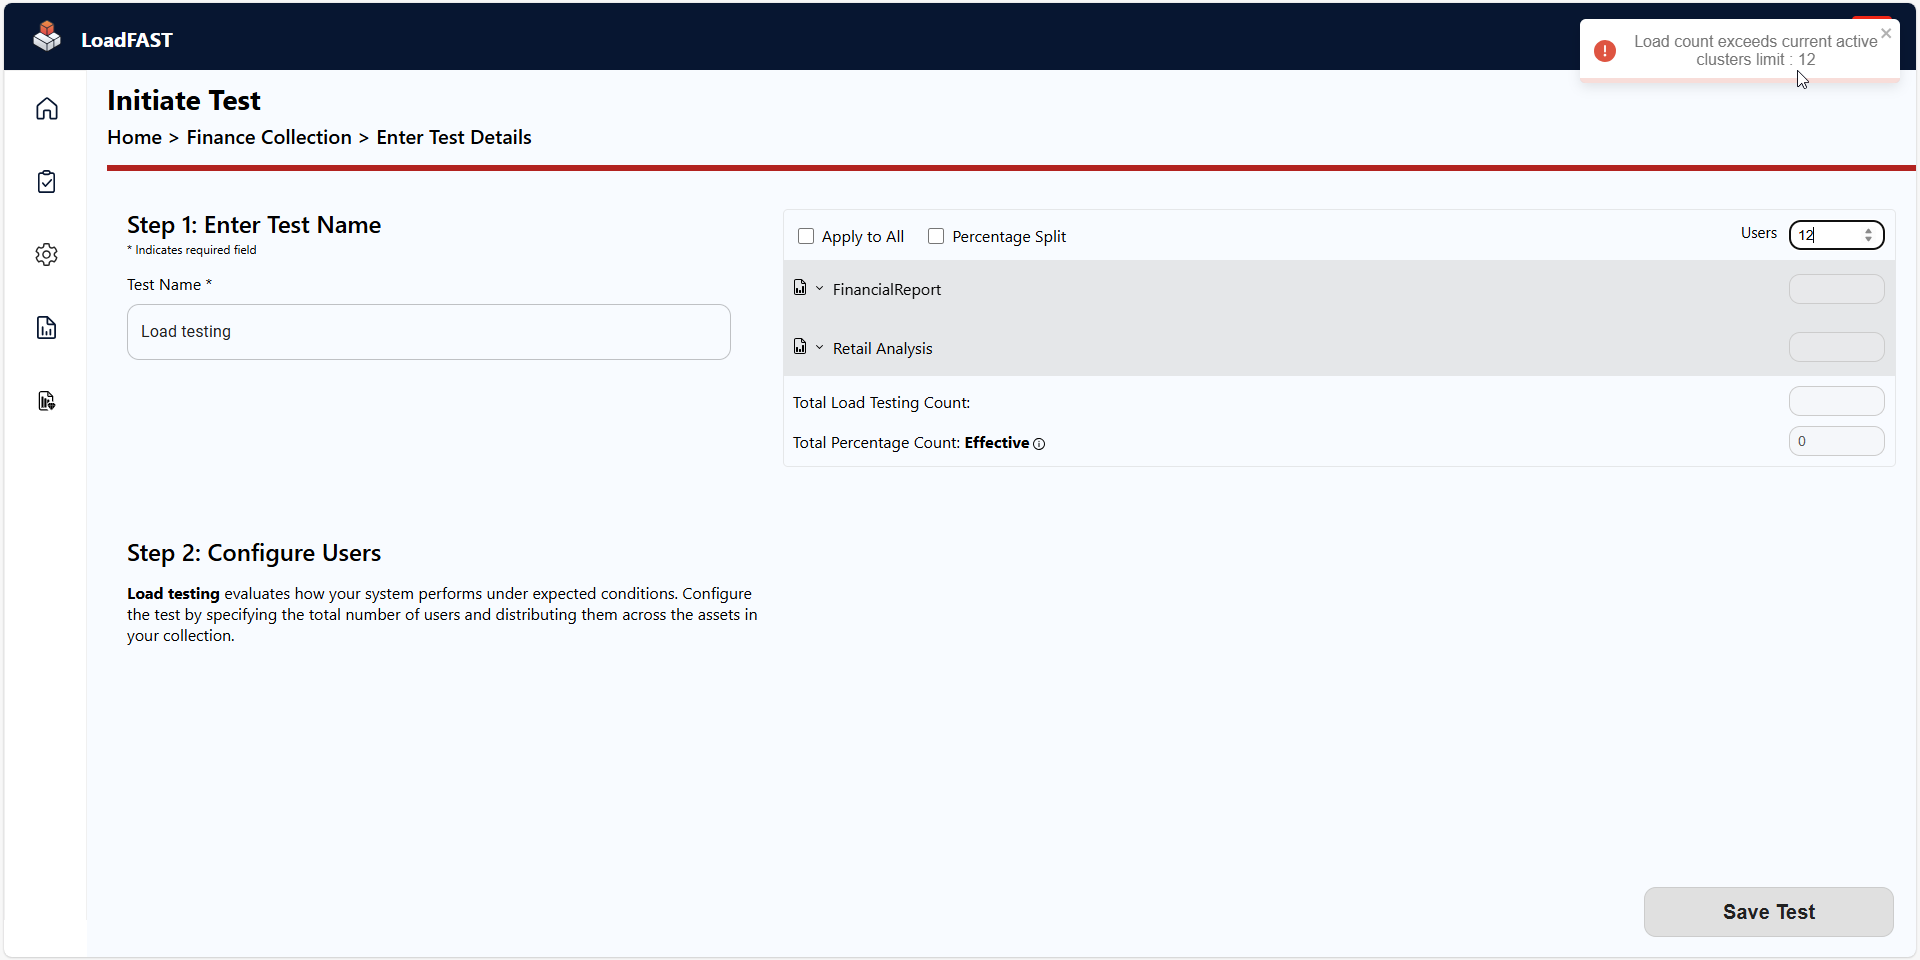 LoadFAST
Load count exceeds current active
clusters limit : 12
Initiate Test
Home > Finance Collection > Enter Test Details
Step 1: Enter Test Name
* Indicates required field
Test Name *
Load testing
Apply to All
Percentage Split
Users
12
FinancialReport
Retail Analysis
Total Load Testing Count:
Total Percentage Count: Effective
0
Step 2: Configure Users
Load testing evaluates how your system performs under expected conditions. Configure
the test by specifying the total number of users and distributing them across the assets in
your collection.
Save Test